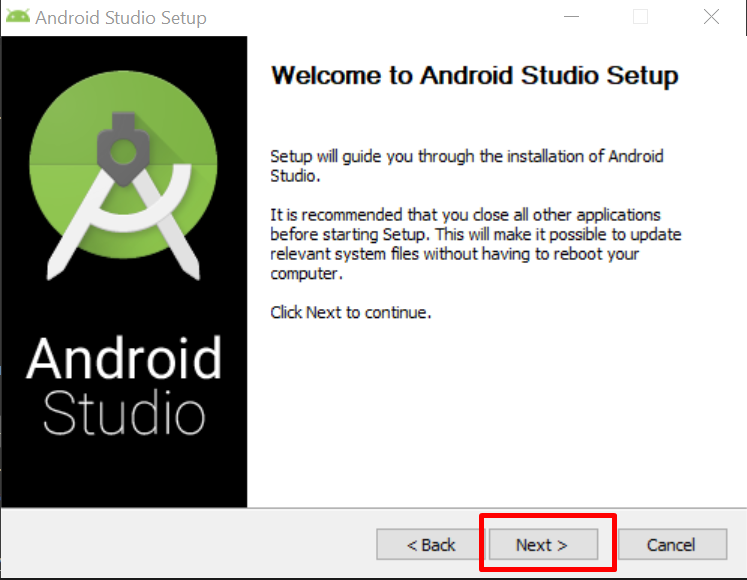 Android Studio Setup
Welcome to Android Studio Setup
Setup will guide you through the installation of Android
Studio.
It is recommended that you close all other applications
before starting Setup. This will make it possible to update
relevant system files without having to reboot your
computer.
Click Next to continue.
Android
Studio
< Back
Next >
Cancel